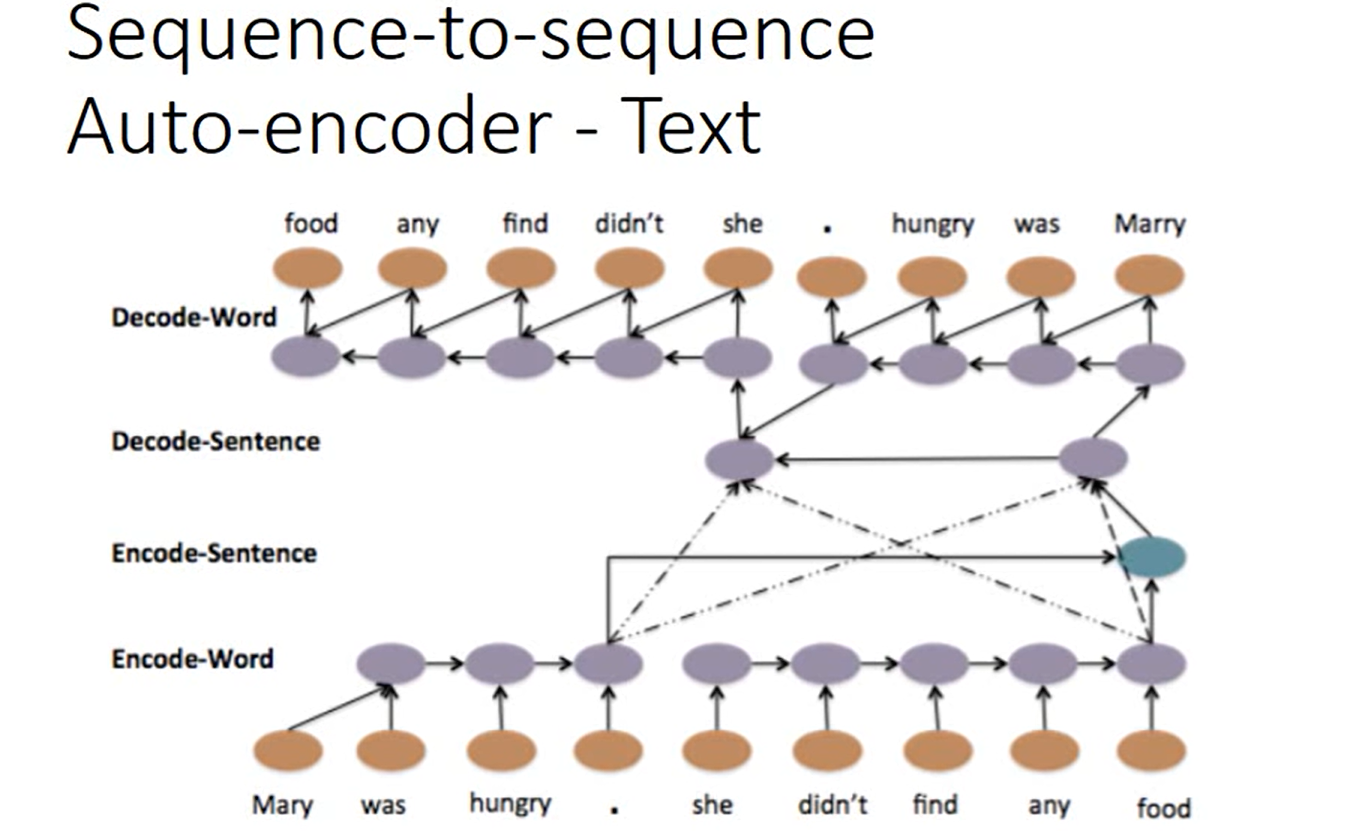 Sequence-to-sequence
Auto-encoder - Text
food any find didn't she . hungry was Marry
Decode-Word
Decode-Sentence
Encode-Sentence
Encode-Word
Mary was hungry . she didn't find any food